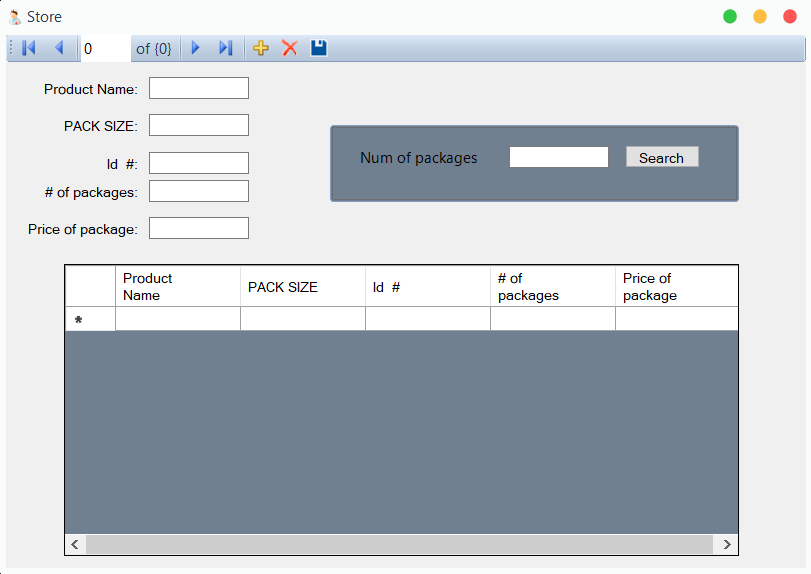 Store
0 of {0}
Product Name:
PACK SIZE:
Id #:
# of packages:
Price of package:
Num of packages Search
Product Name PACK SIZE Id # # of packages Price of package
*